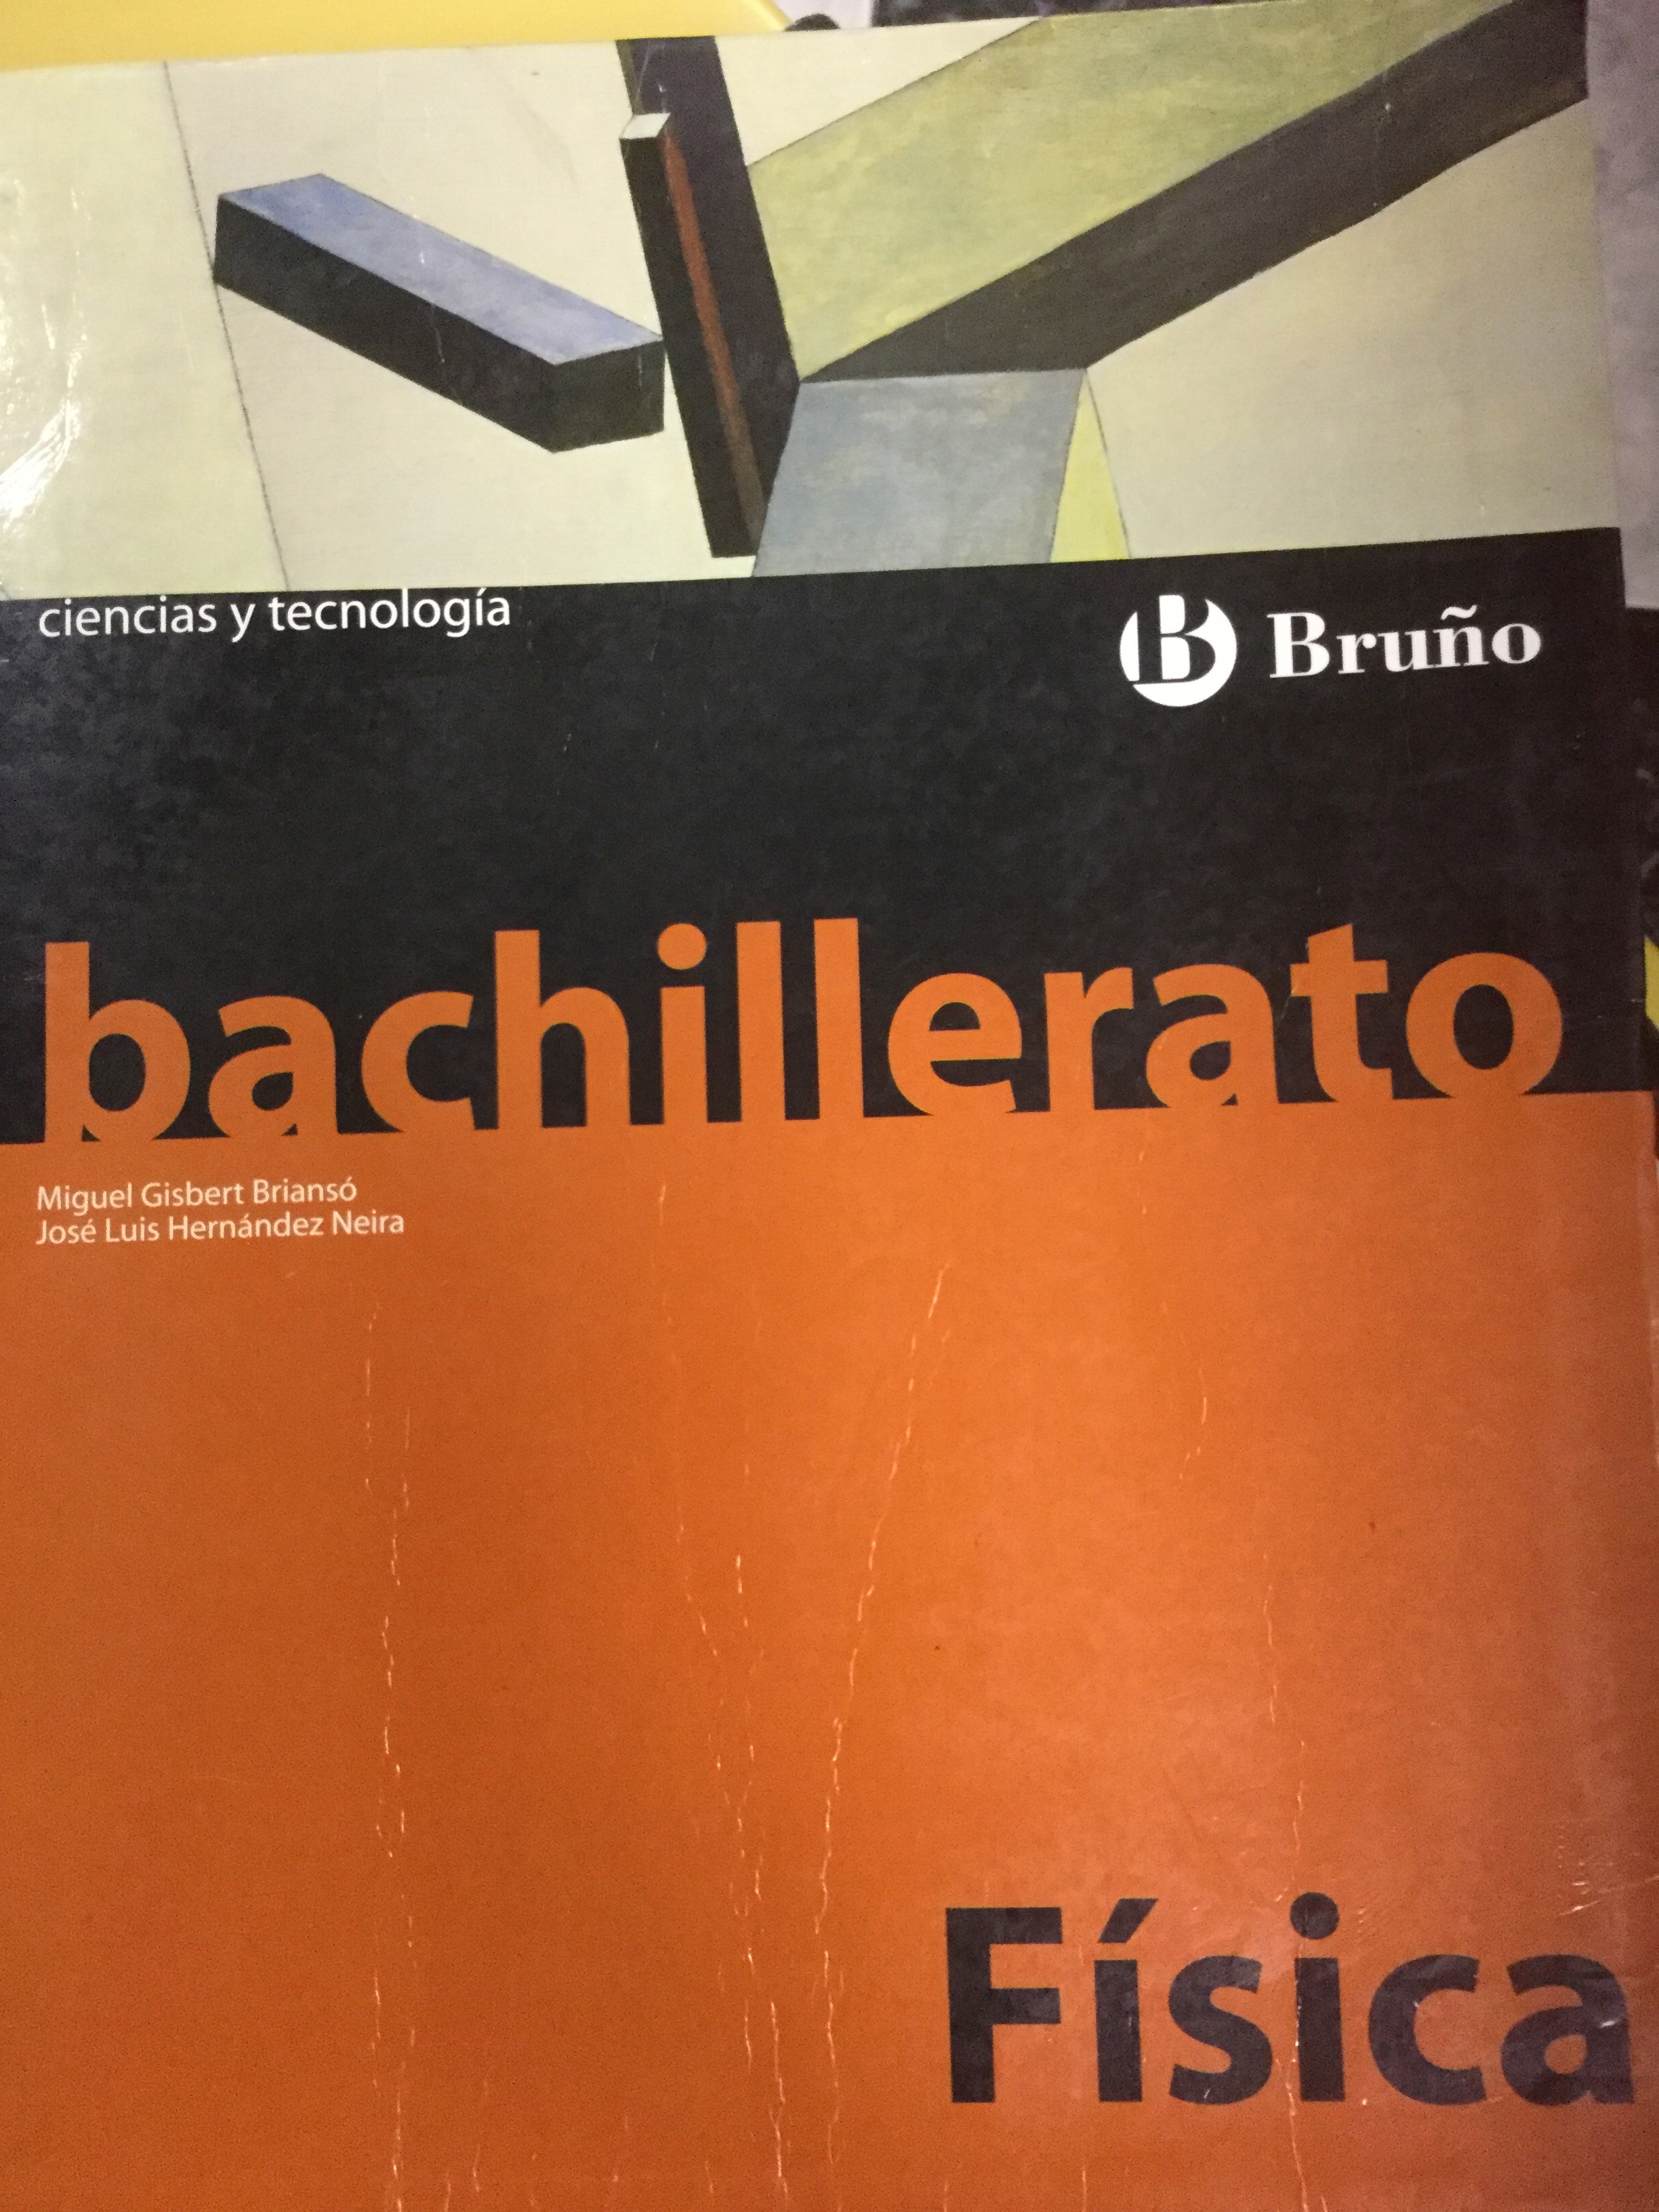 ciencias y tecnología
B Bruño
bachillerato
Miguel Gisbert Briansó
José Luis Hernández Neira
Física